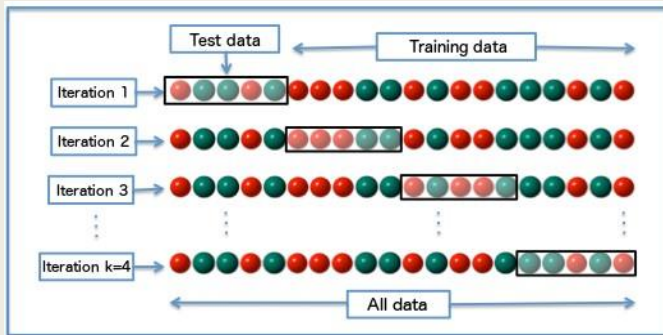 Test data
Training data
Iteration 1
Iteration 2
Iteration 3
Iteration k=4
All data